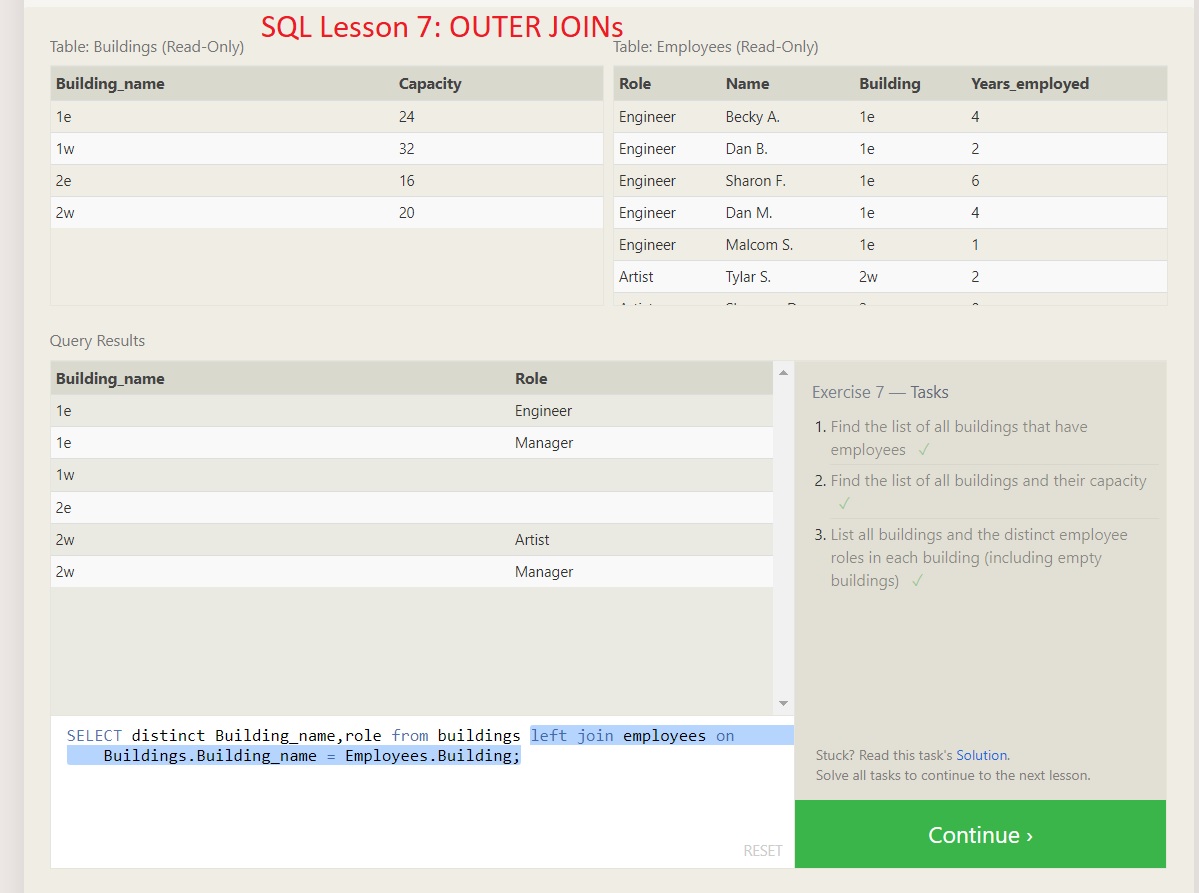 SQL Lesson 7: OUTER JOINs
Table: Buildings (Read-Only)
Building_name Capacity
1e 24
1w 32
2e 16
2w 20
Table: Employees (Read-Only)
Role Name Building Years_employed
Engineer Becky A. 1e 4
Engineer Dan B. 1e 2
Engineer Sharon F. 1e 6
Engineer Dan M. 1e 4
Engineer Malcom S. 1e 1
Artist Tylar S. 2w 2
Query Results
Building_name Role
1e Engineer
1e Manager
1w
2e
2w Artist
2w Manager
SELECT distinct Building_name,role from buildings left join employees on
Buildings.Building_name = Employees.Building;
RESET
Exercise 7 — Tasks
1. Find the list of all buildings that have
employees ✓
2. Find the list of all buildings and their capacity
✓
3. List all buildings and the distinct employee
roles in each building (including empty
buildings) ✓
Stuck? Read this task's Solution.
Solve all tasks to continue to the next lesson.
Continue ›